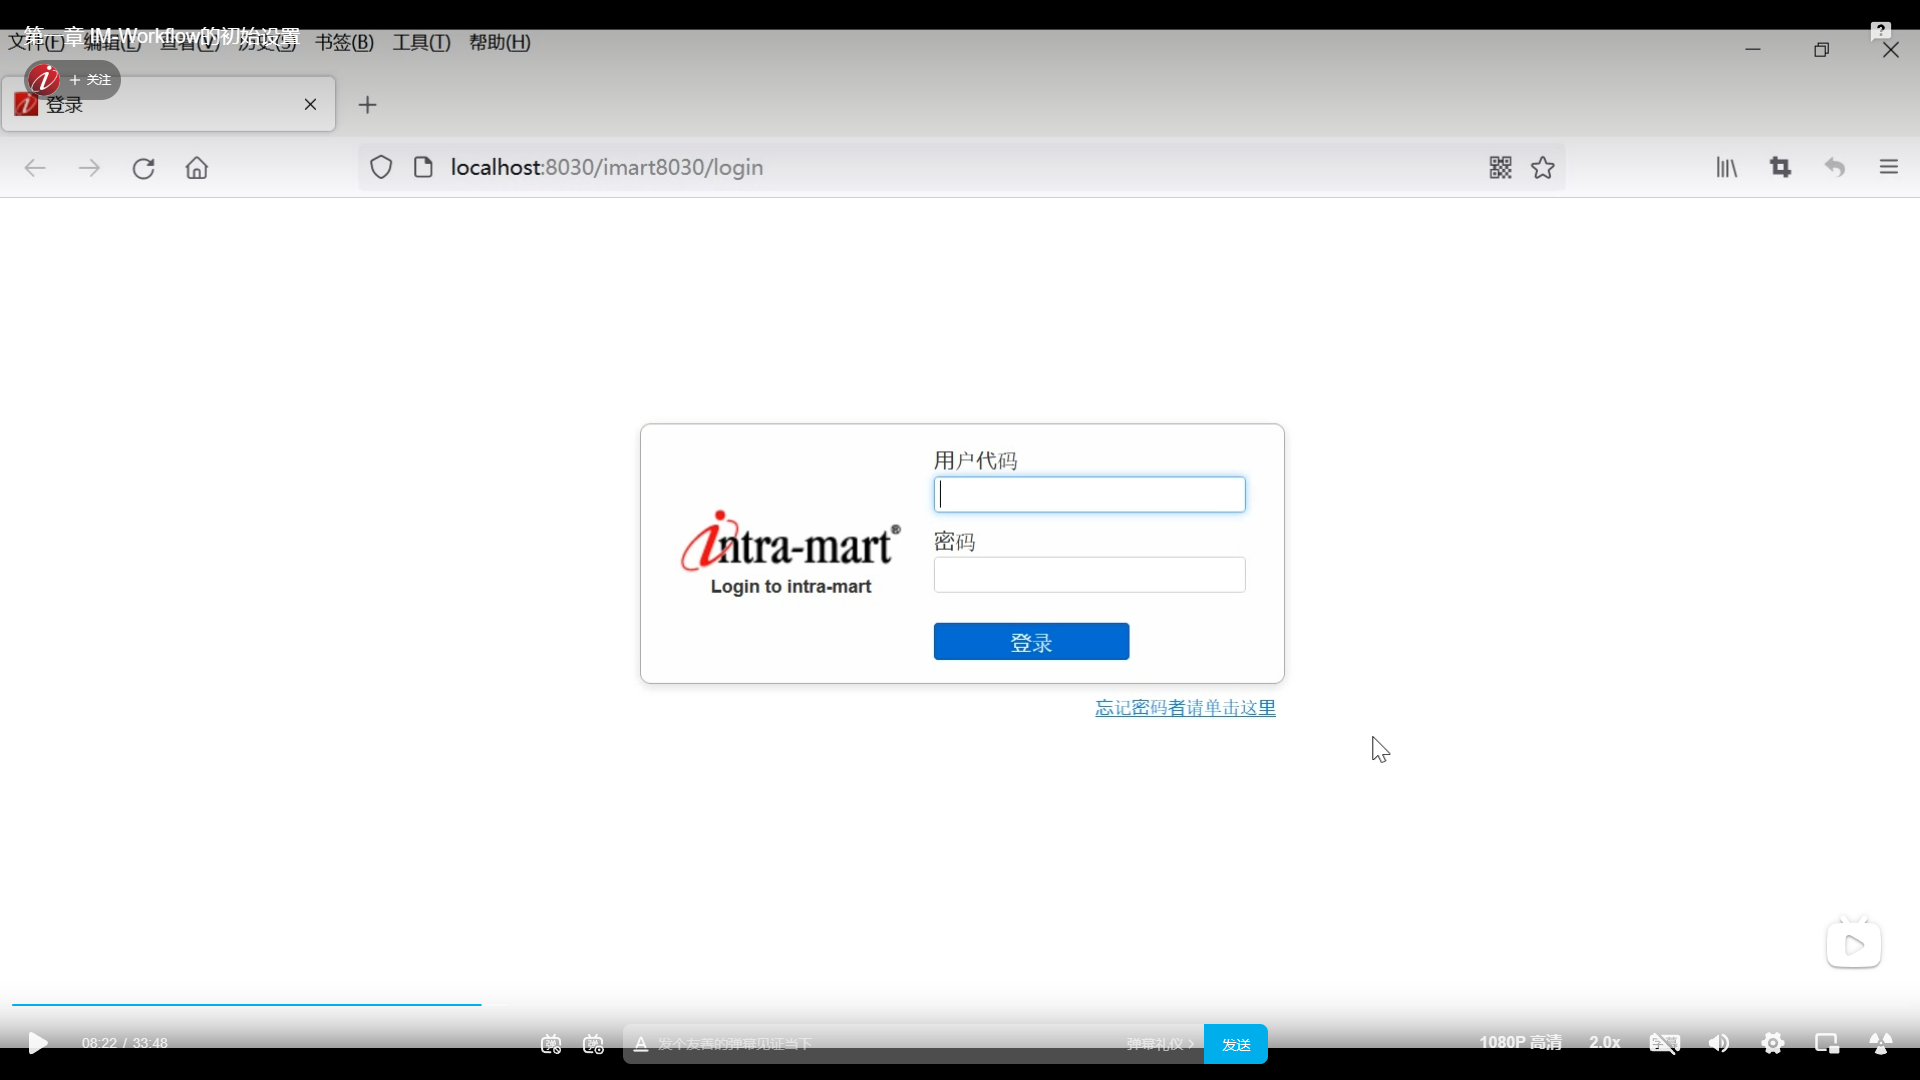 第一章 IM-Workflow的初始设置
文件(F) 编辑(E) 查看(V) 历史(S) 书签(B) 工具(T) 帮助(H)
+ 关注
登录
localhost:8030/imart8030/login
用户代码
intra-mart®
Login to intra-mart
密码
登录
忘记密码者请单击这里
08:22 / 33:48
发个友善的弹幕见证当下
弹幕礼仪 >
发送
1080P 高清
2.0x
字幕